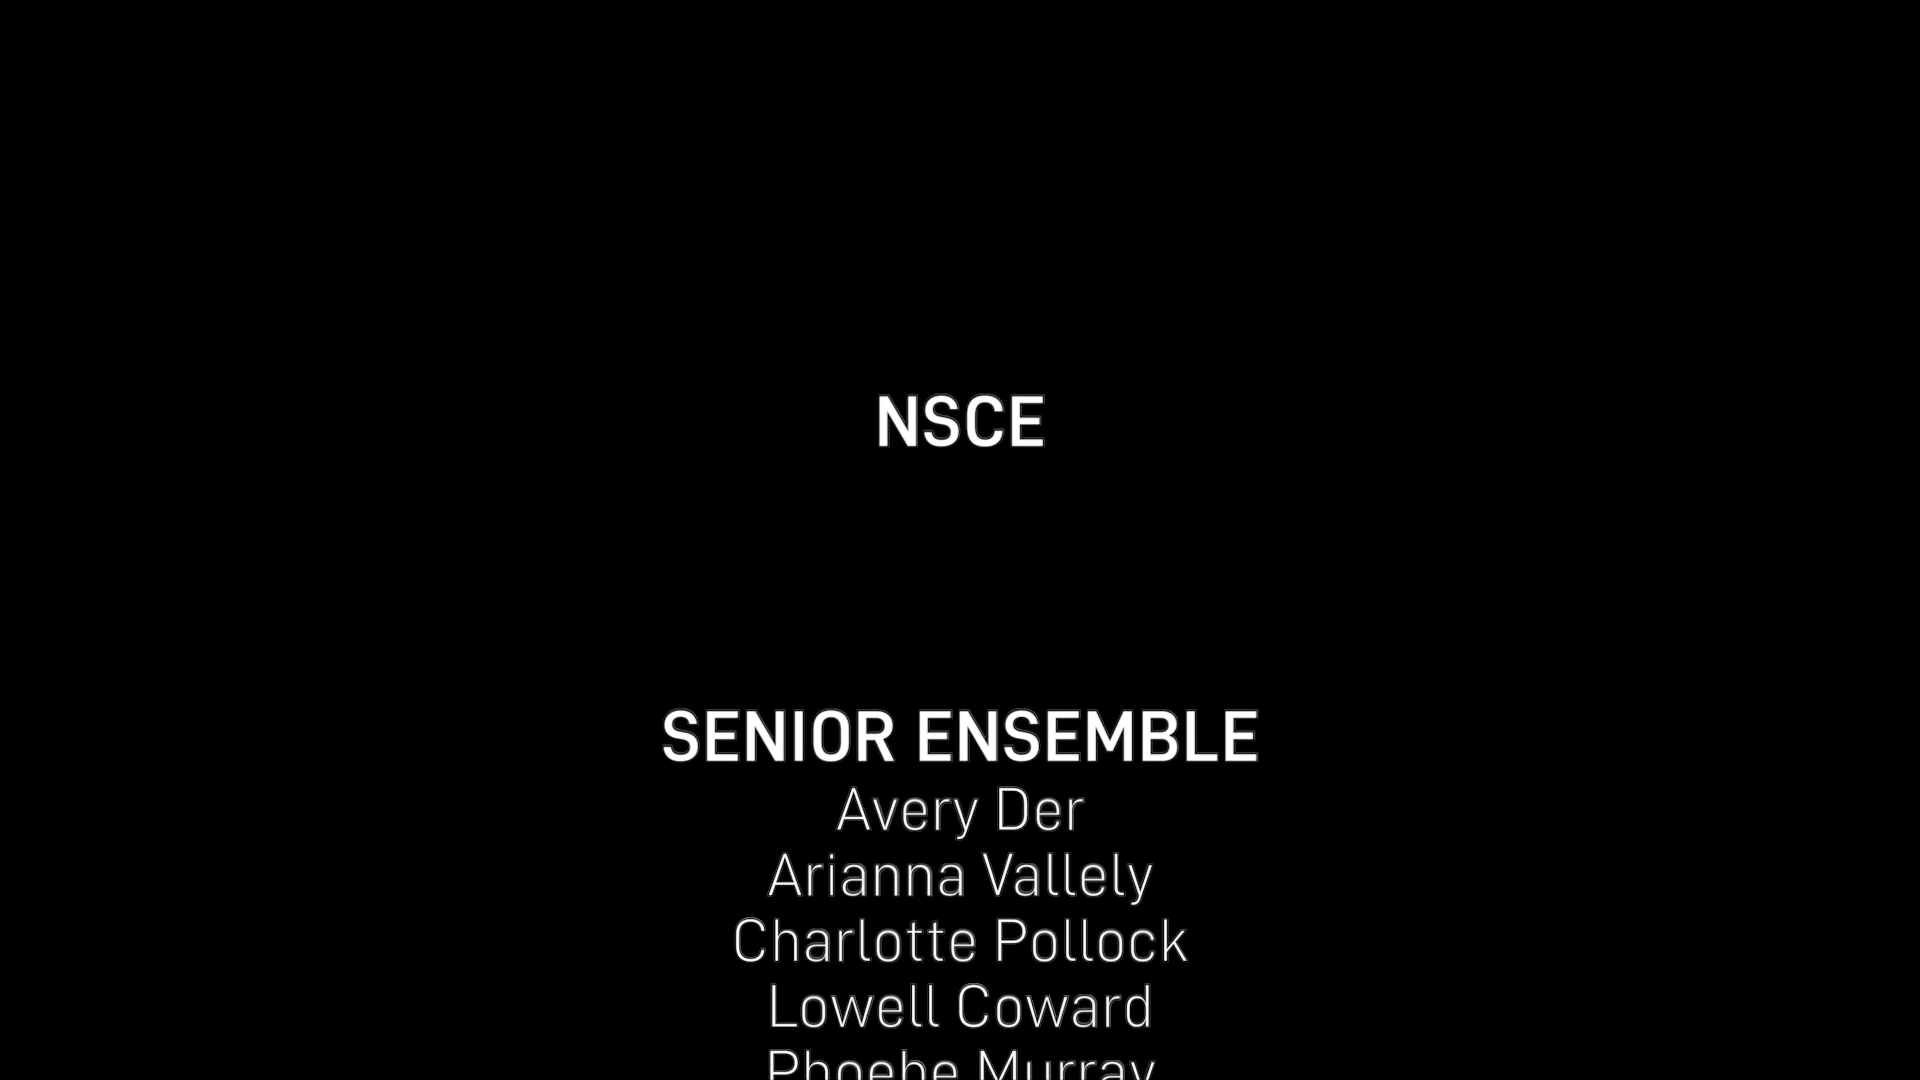 NSCE
SENIOR ENSEMBLE
Avery Der
Arianna Vallely
Charlotte Pollock
Lowell Coward
Phoebe Murray